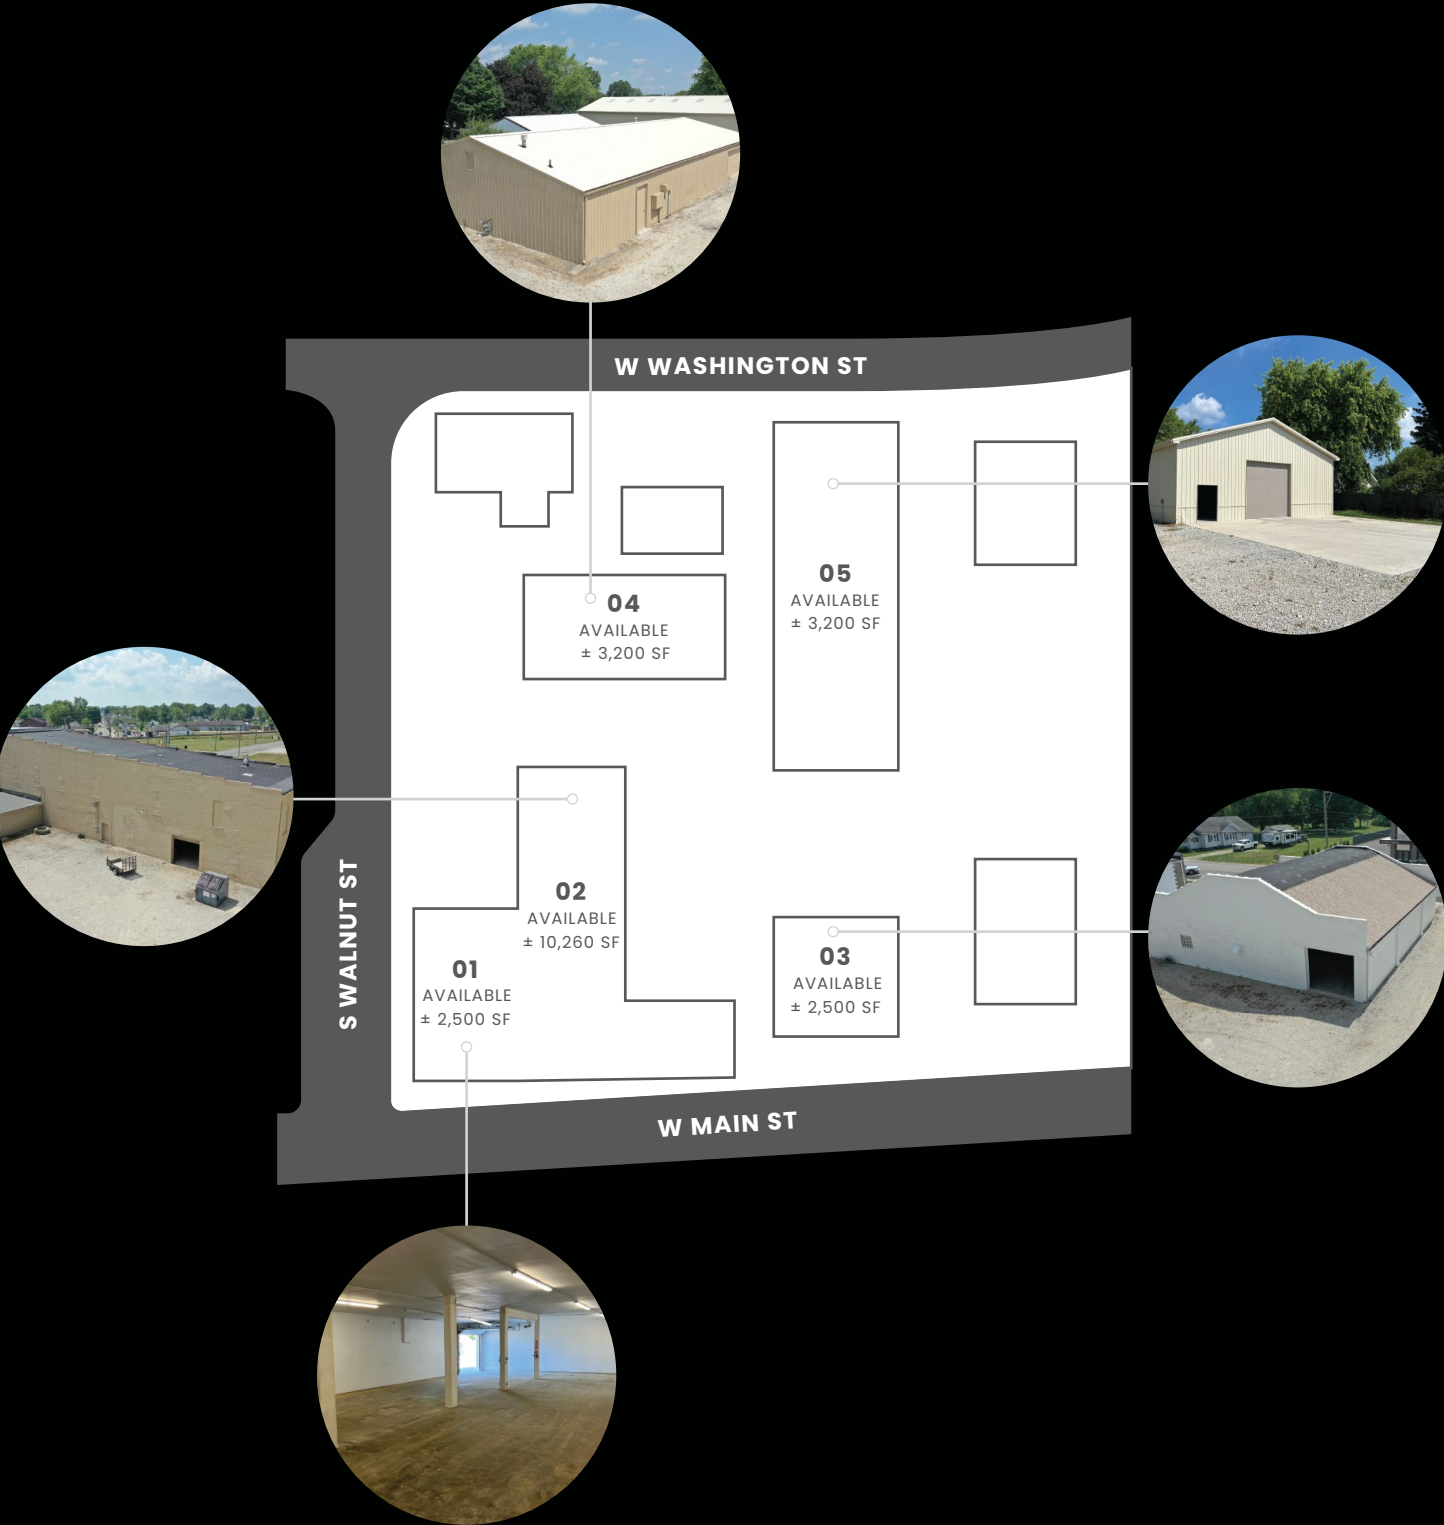 W WASHINGTON ST
05
AVAILABLE
± 3,200 SF
04
AVAILABLE
± 3,200 SF
S WALNUT ST
02
AVAILABLE
± 10,260 SF
01
AVAILABLE
± 2,500 SF
03
AVAILABLE
± 2,500 SF
W MAIN ST